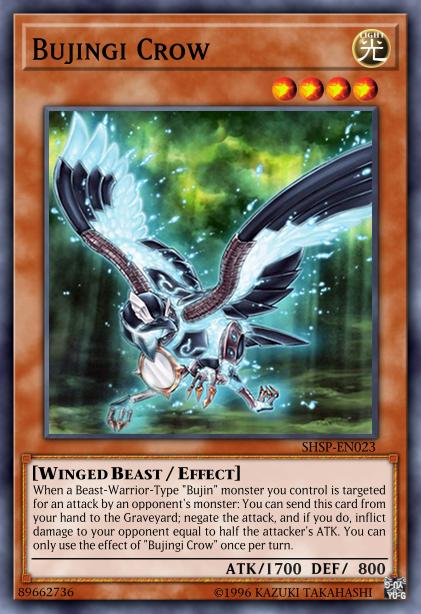 BUJINGI CROW
LIGHT
光
SHSP-EN023
[WINGED BEAST / EFFECT]
When a Beast-Warrior-Type "Bujin" monster you control is targeted
for an attack by an opponent's monster: You can send this card from
your hand to the Graveyard; negate the attack, and if you do, inflict
damage to your opponent equal to half the attacker's ATK. You can
only use the effect of "Bujingi Crow" once per turn.
ATK/1700 DEF/ 800
89662736
©1996 KAZUKI TAKAHASHI